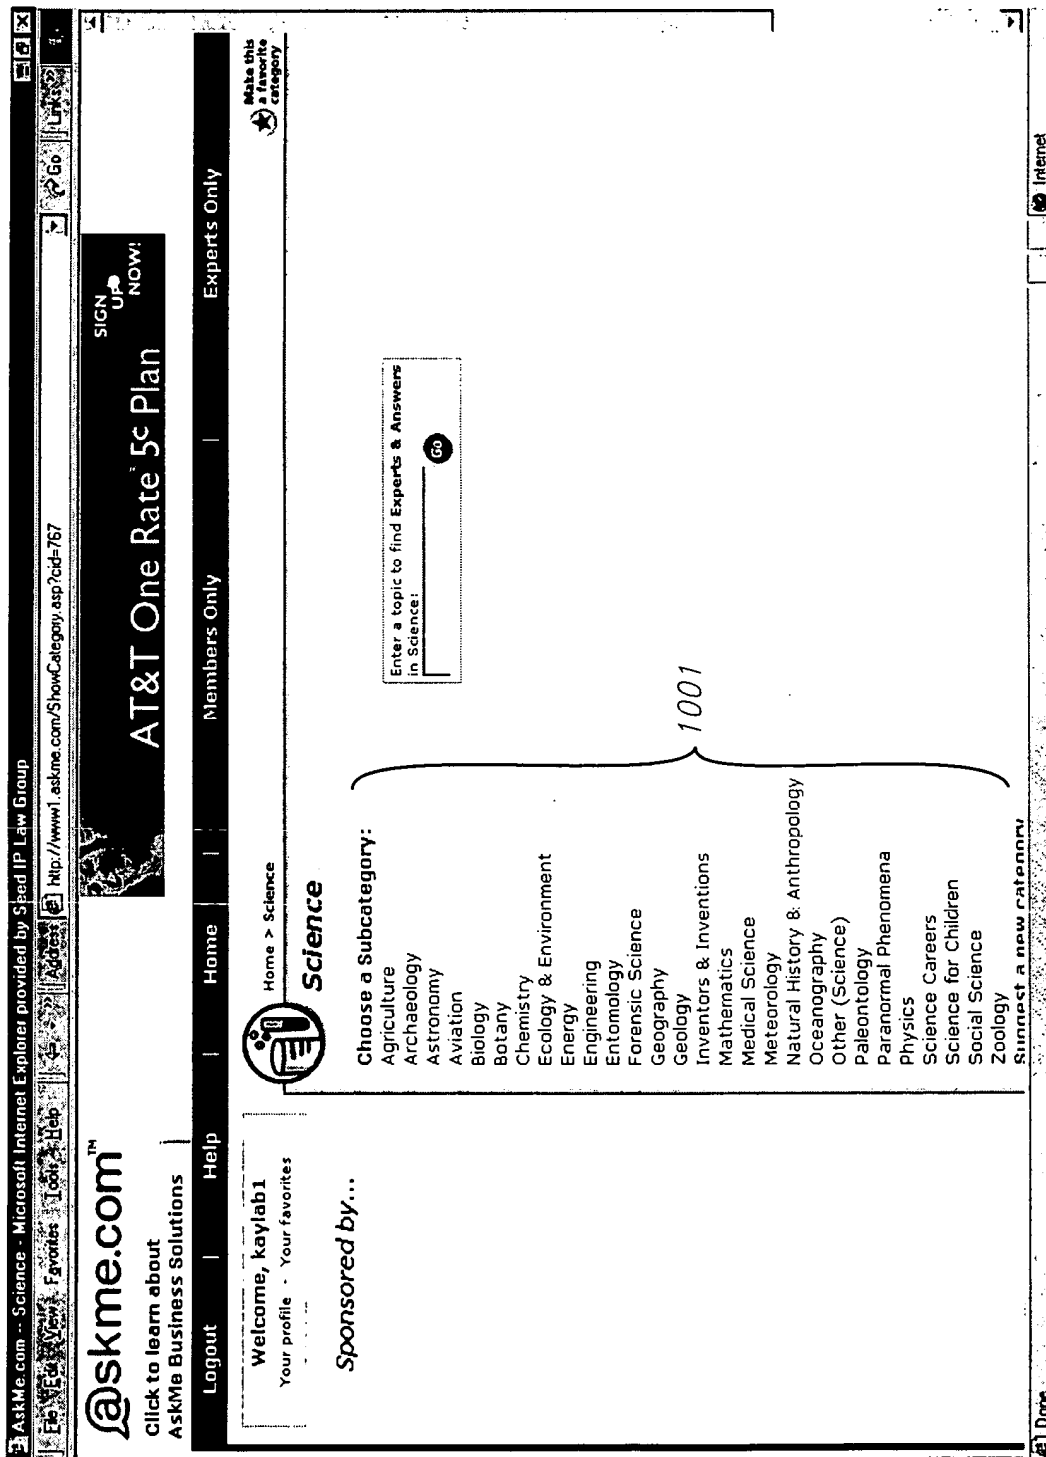 AskMe.com -- Science - Microsoft Internet Explorer provided by Seed IP Law Group
File Edit View Favorites Tools Help
Address http://www1.askme.com/ShowCategory.asp?cid=767
Go Links »
@skme.com™
Click to learn about
AskMe Business Solutions
AT&T One Rate 5¢ Plan
SIGN
UP
NOW!
Logout | Help | Home | Members Only | Experts Only
Welcome, kaylab1
Your profile - Your favorites
Sponsored by...
Home > Science
Make this
a favorite
category
Science
Choose a Subcategory:
Agriculture
Archaeology
Astronomy
Aviation
Biology
Botany
Chemistry
Ecology & Environment
Energy
Engineering
Entomology
Forensic Science
Geography
Geology
Inventors & Inventions
Mathematics
Medical Science
Meteorology
Natural History & Anthropology
Oceanography
Other (Science)
Paleontology
Paranormal Phenomena
Physics
Science Careers
Science for Children
Social Science
Zoology
Suggest a new category
1001
Enter a topic to find Experts & Answers
in Science:
Go
Done
Internet